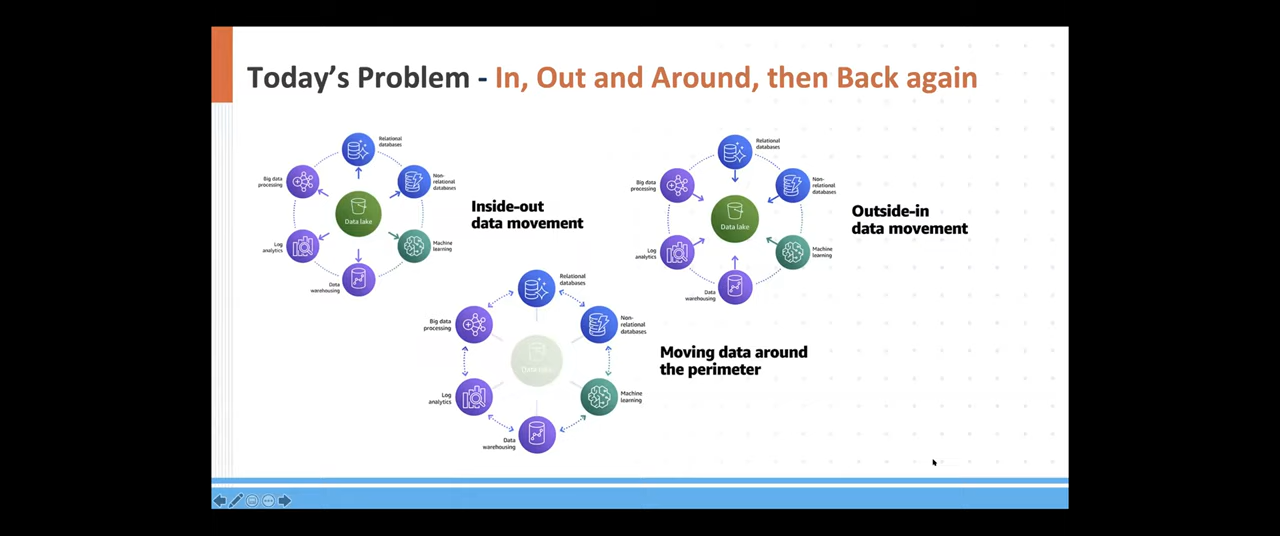 Today's Problem - In, Out and Around, then Back again
Relational
databases
Big data
processing
Non-
relational
databases
Data lake
Log
analytics
Machine
learning
Data
warehousing
Inside-out
data movement
Relational
databases
Big data
processing
Non-
relational
databases
Data lake
Log
analytics
Machine
learning
Data
warehousing
Outside-in
data movement
Relational
databases
Big data
processing
Non-
relational
databases
Data lake
Log
analytics
Machine
learning
Data
warehousing
Moving data around
the perimeter